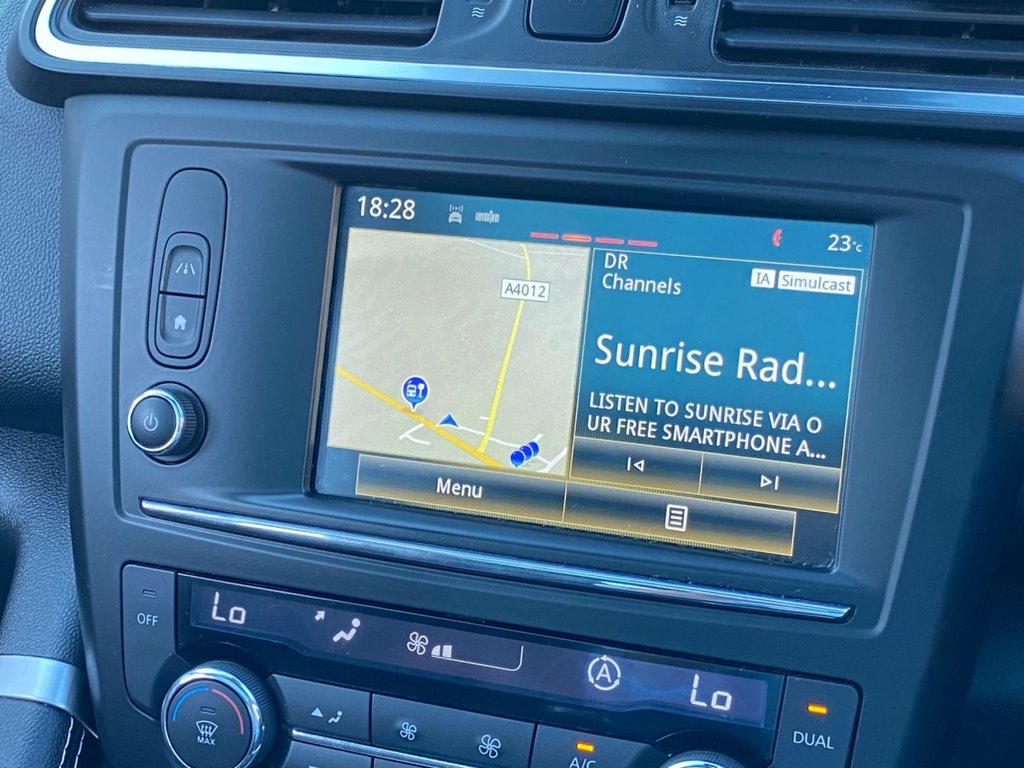 18:28
23°C
A4012
DR
Channels
IA Simulcast
Sunrise Rad...
LISTEN TO SUNRISE VIA O
UR FREE SMARTPHONE A...
Menu
OFF
Lo
A
Lo
MAX
A/C
DUAL